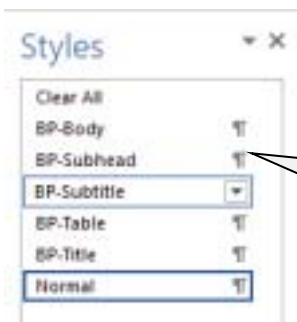 Styles
Clear All
BP-Body ¶
BP-Subhead ¶
BP-Subtitle
BP-Table ¶
BP-Title ¶
Normal ¶